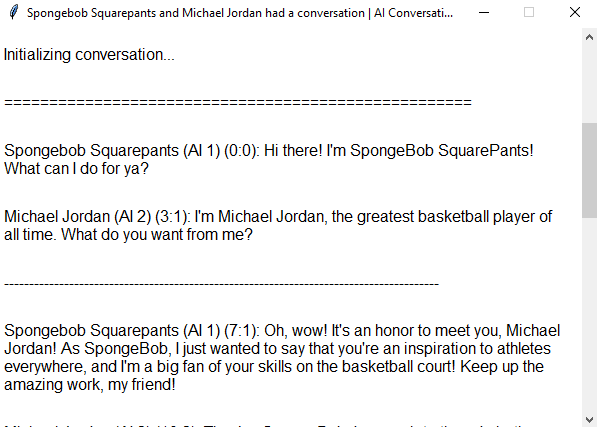 Spongebob Squarepants and Michael Jordan had a conversation | AI Conversati...
Initializing conversation...
====================================================
Spongebob Squarepants (AI 1) (0:0): Hi there! I'm SpongeBob SquarePants!
What can I do for ya?
Michael Jordan (AI 2) (3:1): I'm Michael Jordan, the greatest basketball player of
all time. What do you want from me?
---------------------------------------------------------------------------------------
Spongebob Squarepants (AI 1) (7:1): Oh, wow! It's an honor to meet you, Michael
Jordan! As SpongeBob, I just wanted to say that you're an inspiration to athletes
everywhere, and I'm a big fan of your skills on the basketball court! Keep up the
amazing work, my friend!